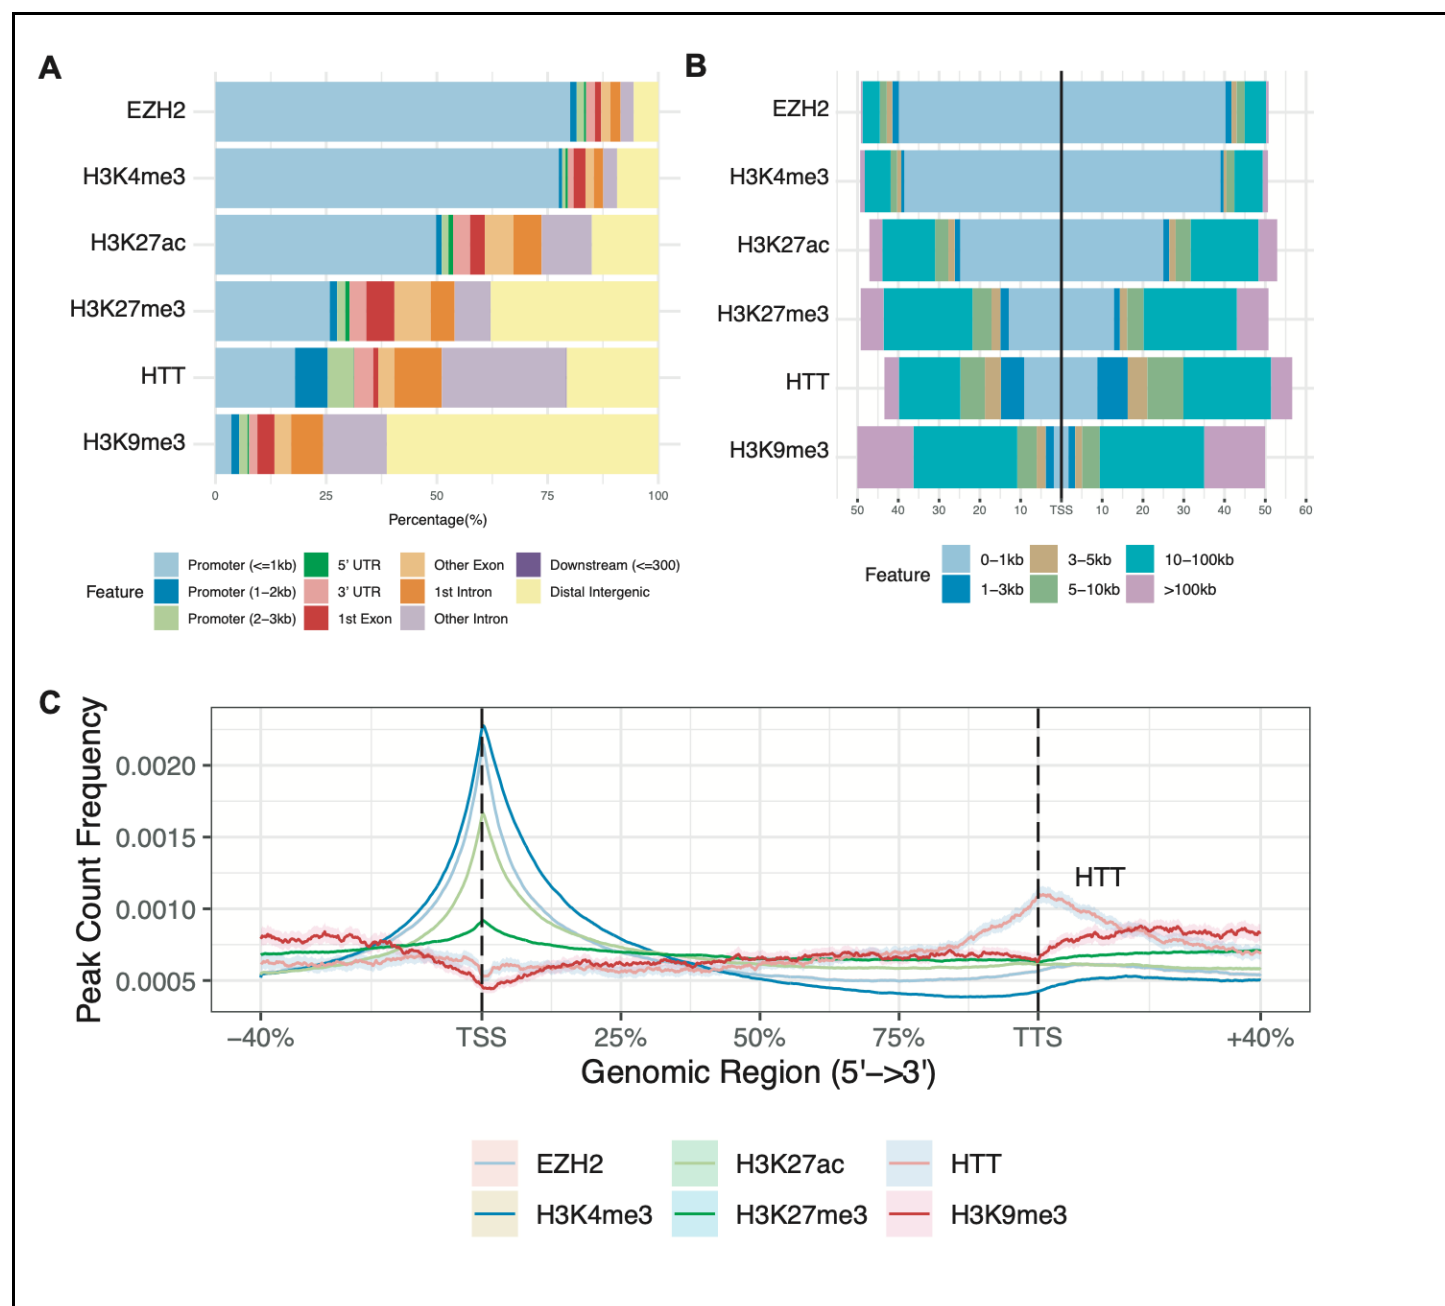 A
EZH2
H3K4me3
H3K27ac
H3K27me3
HTT
H3K9me3
0 25 50 75 100
Percentage(%)
Feature
Promoter (<=1kb) 5' UTR Other Exon Downstream (<=300)
Promoter (1–2kb) 3' UTR 1st Intron Distal Intergenic
Promoter (2–3kb) 1st Exon Other Intron
B
EZH2
H3K4me3
H3K27ac
H3K27me3
HTT
H3K9me3
50 40 30 20 10 TSS 10 20 30 40 50 60
Feature
0–1kb 3–5kb 10–100kb
1–3kb 5–10kb >100kb
C
Peak Count Frequency
0.0020
0.0015
0.0010
0.0005
HTT
−40% TSS 25% 50% 75% TTS +40%
Genomic Region (5'−>3')
EZH2 H3K27ac HTT
H3K4me3 H3K27me3 H3K9me3